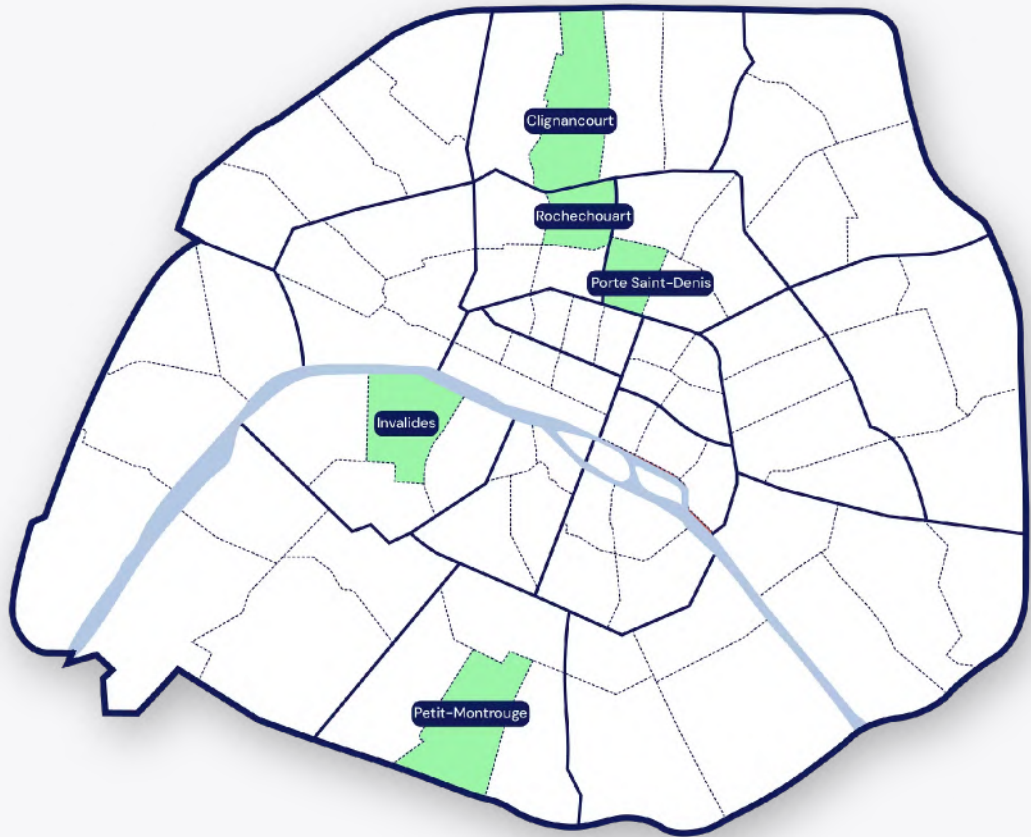 Clignancourt
Rochechouart
Porte Saint-Denis
Invalides
Petit-Montrouge